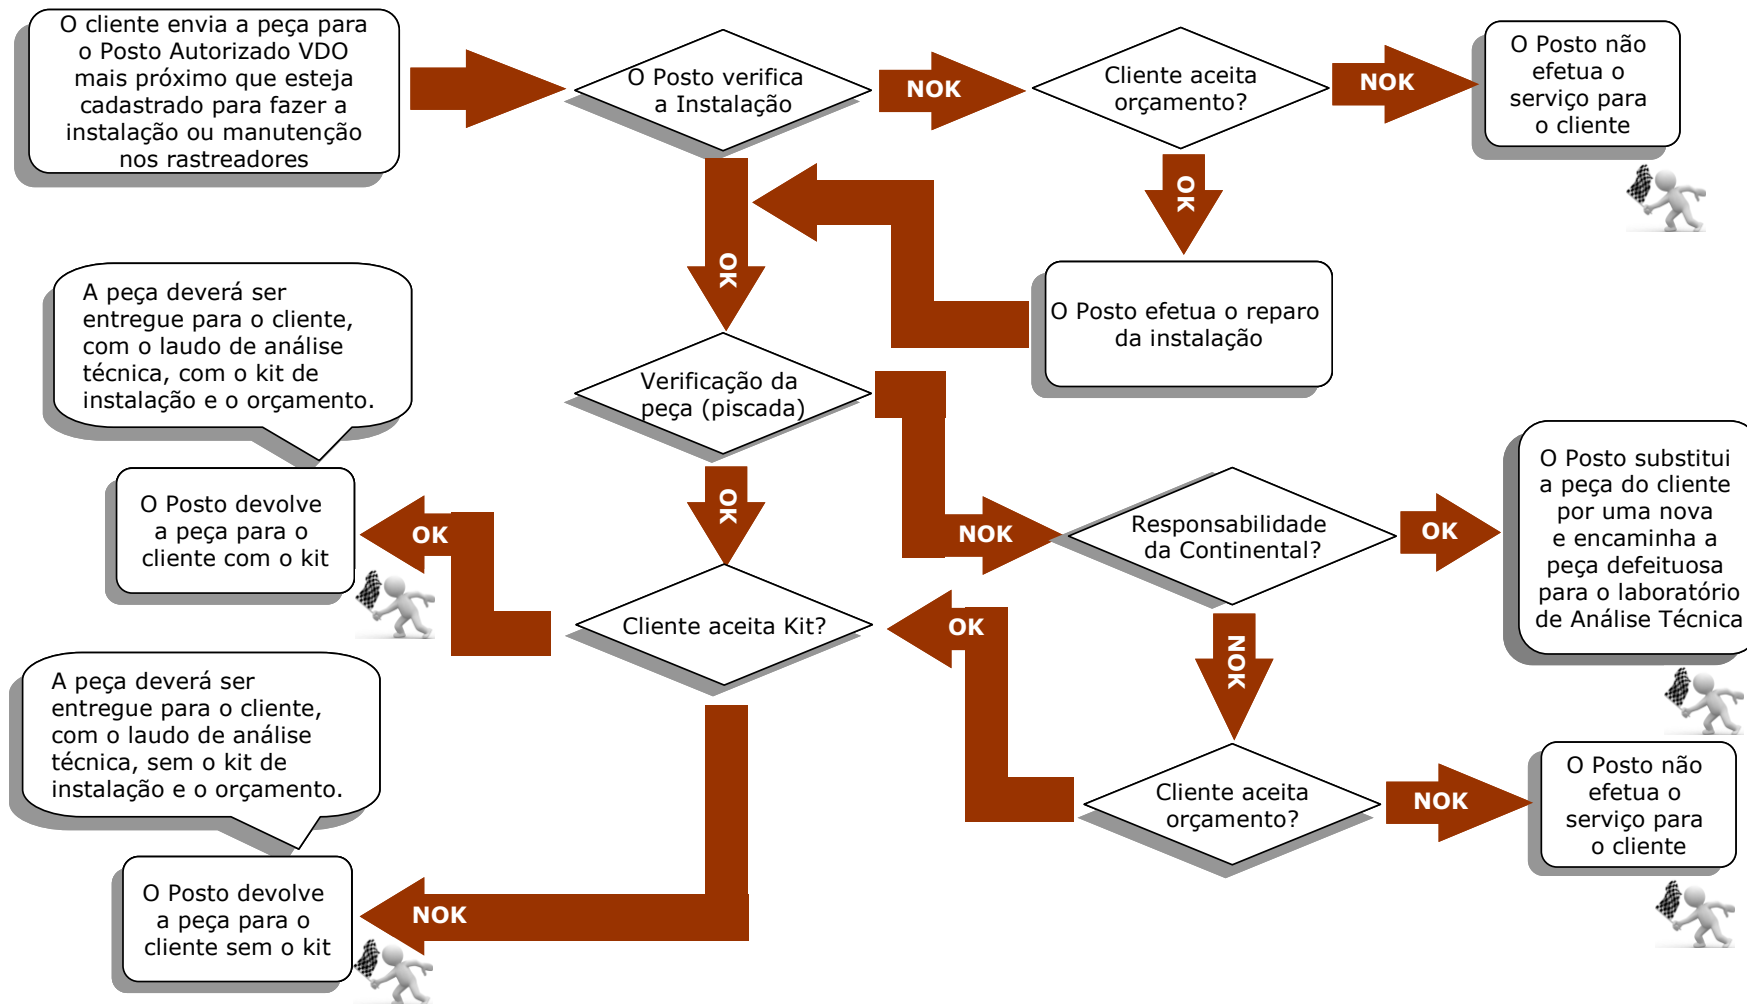 O cliente envia a peça para
o Posto Autorizado VDO
mais próximo que esteja
cadastrado para fazer a
instalação ou manutenção
nos rastreadores
O Posto verifica
a Instalação
NOK
Cliente aceita
orçamento?
NOK
O Posto não
efetua o
serviço para
o cliente
OK
OK
O Posto efetua o reparo
da instalação
A peça deverá ser
entregue para o cliente,
com o laudo de análise
técnica, com o kit de
instalação e o orçamento.
Verificação da
peça (piscada)
O Posto devolve
a peça para o
cliente com o kit
OK
OK
NOK
Responsabilidade
da Continental?
OK
O Posto substitui
a peça do cliente
por uma nova
e encaminha a
peça defeituosa
para o laboratório
de Análise Técnica
Cliente aceita Kit?
OK
NOK
A peça deverá ser
entregue para o cliente,
com o laudo de análise
técnica, sem o kit de
instalação e o orçamento.
Cliente aceita
orçamento?
NOK
O Posto não
efetua o
serviço para
o cliente
O Posto devolve
a peça para o
cliente sem o kit
NOK